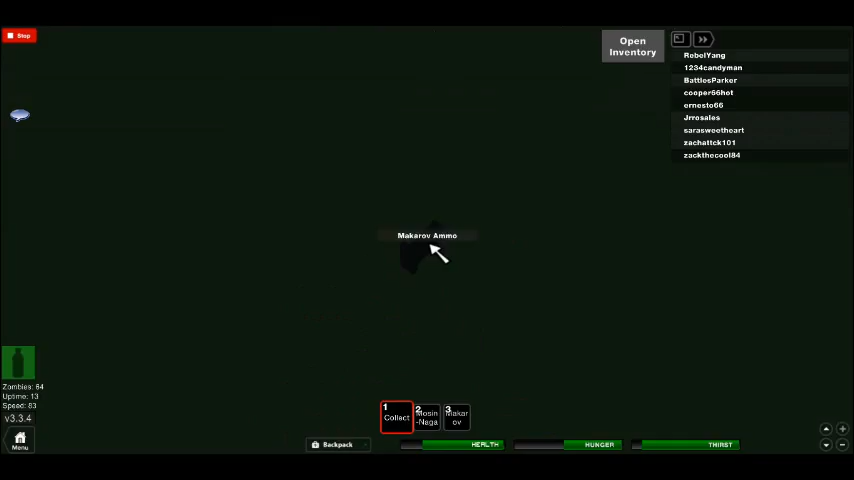 Stop
Open
Inventory
RebelYang
1234candyman
BattlesParker
cooper66hot
ernesto66
Jrrosales
sarasweetheart
zachattck101
zackthecool84
Makarov Ammo
Zombies: 64
Uptime: 13
Speed: 83
v3.3.4
Menu
1
Collect
2
Mosin
-Naga
3
Makar
ov
Backpack
HEALTH
HUNGER
THIRST